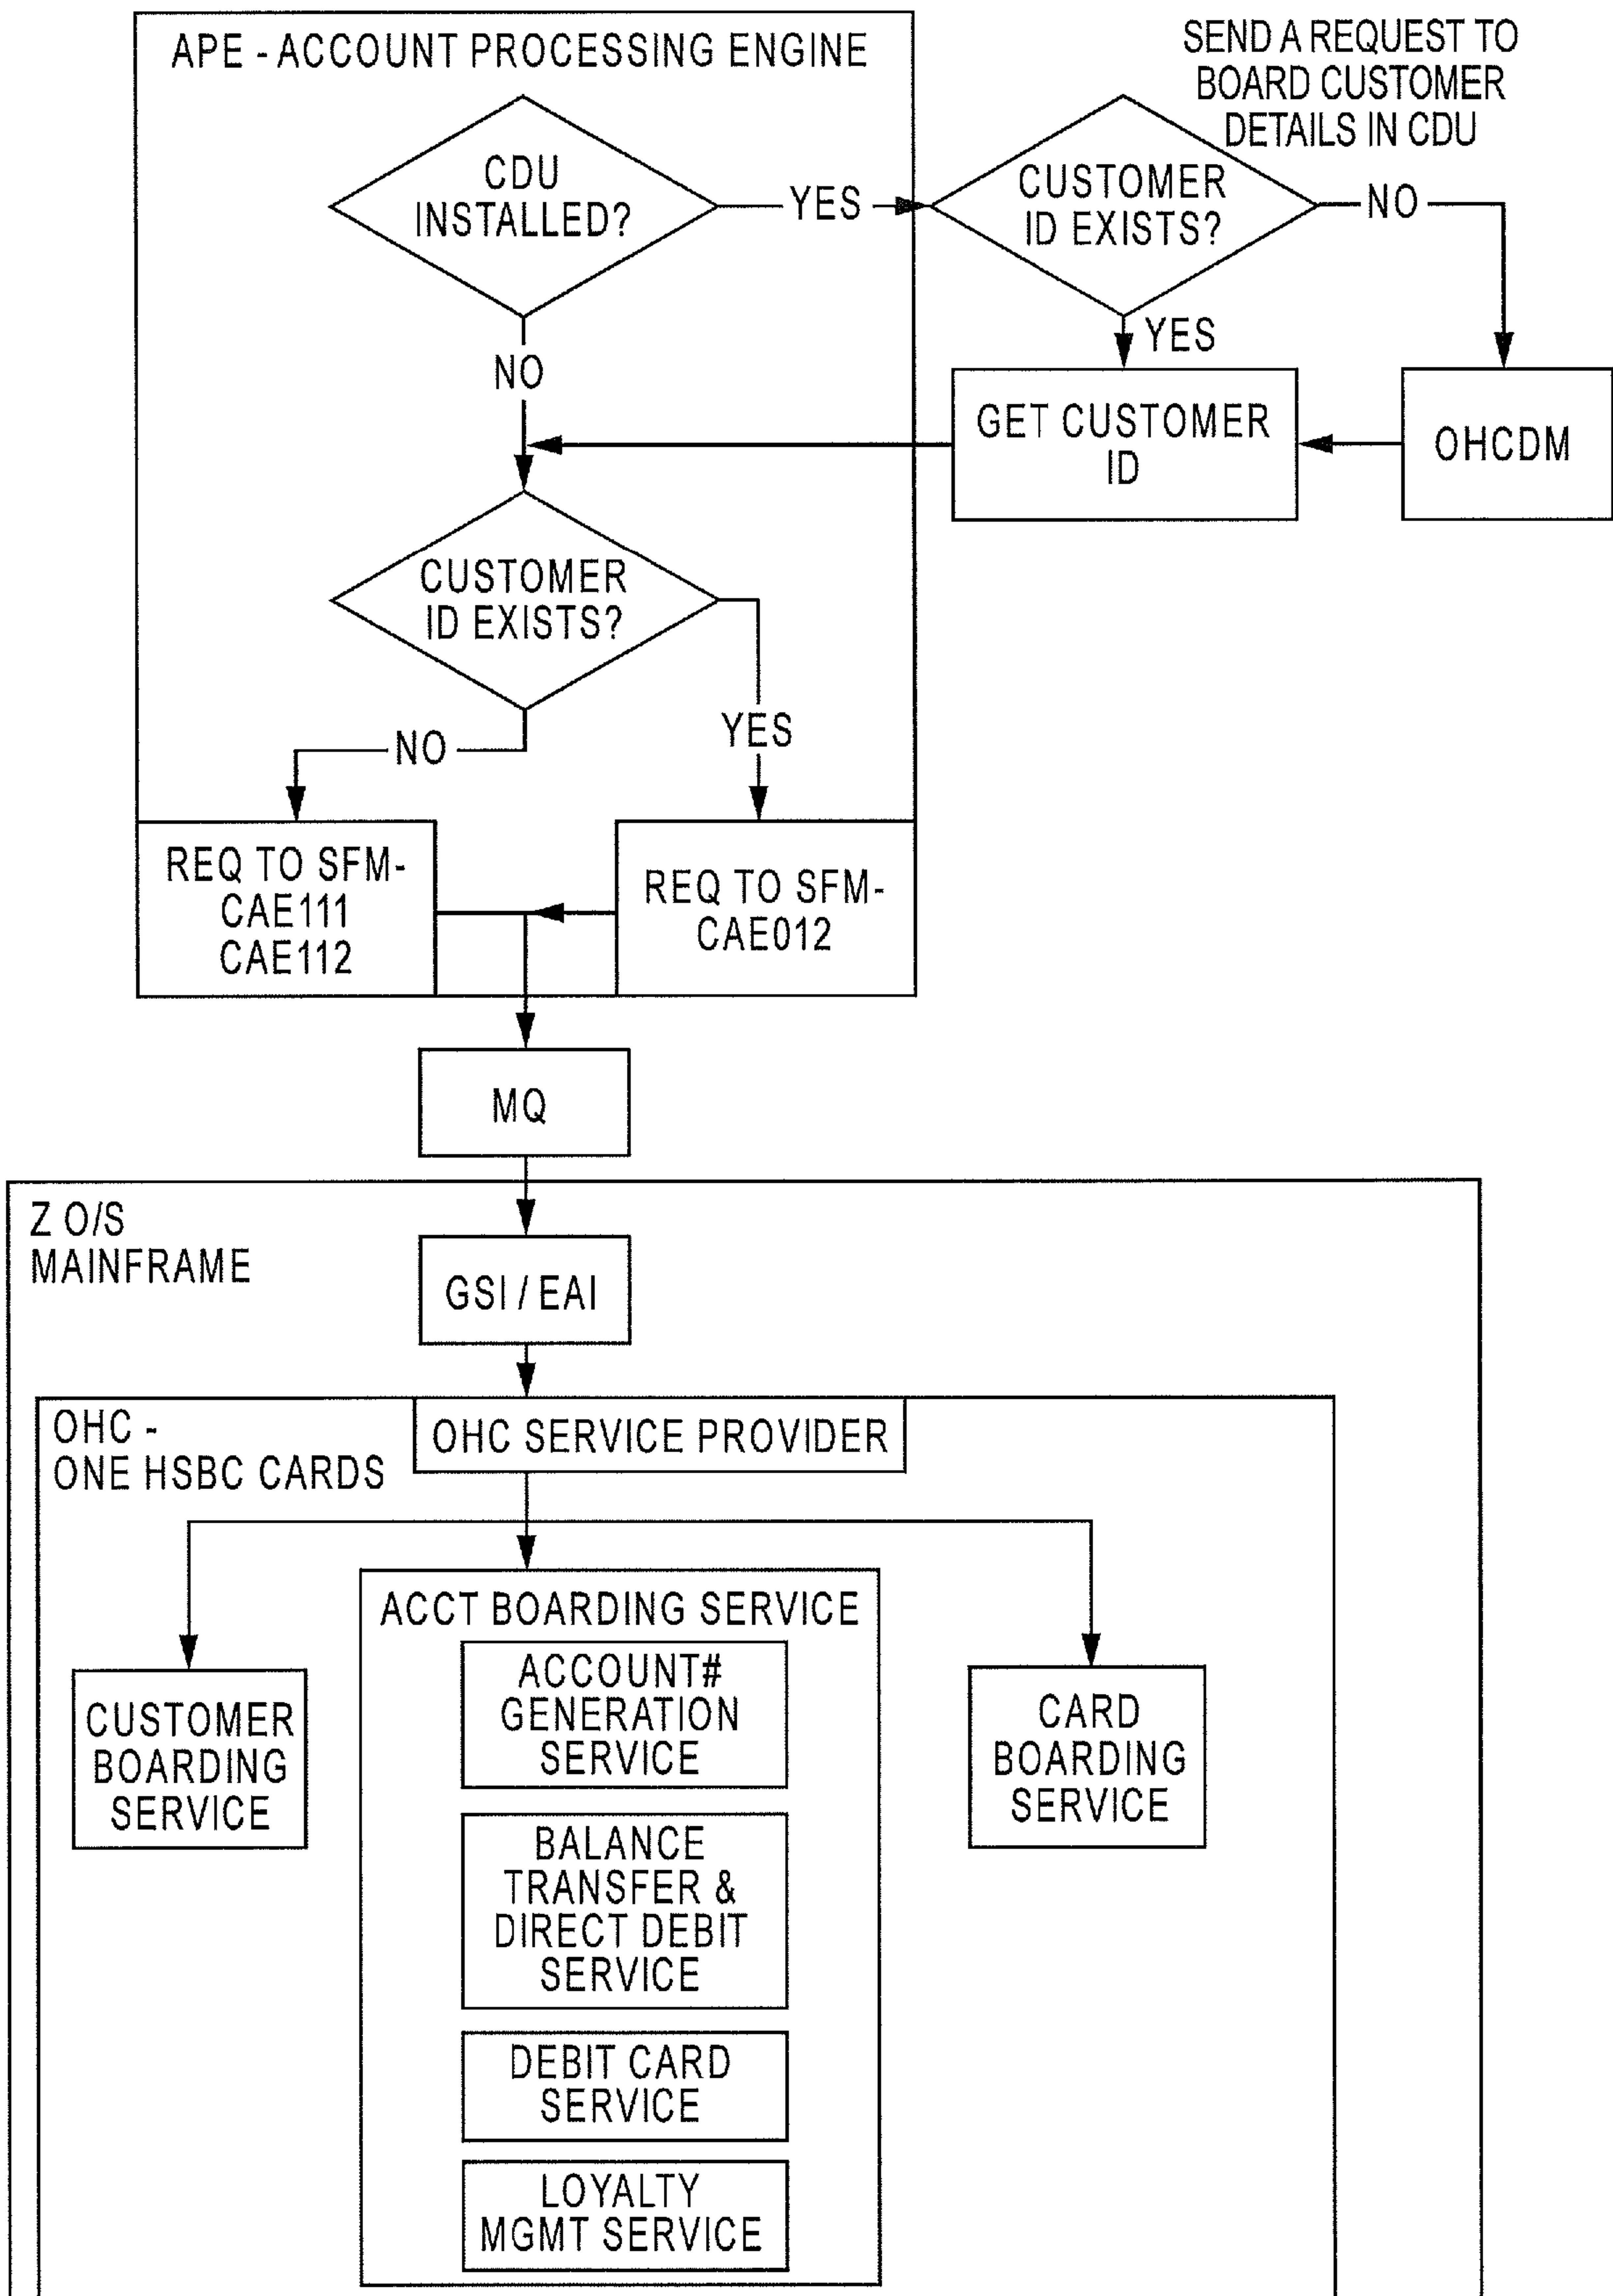 APE - ACCOUNT PROCESSING ENGINE
SEND A REQUEST TO
BOARD CUSTOMER
DETAILS IN CDU
CDU
INSTALLED?
YES
CUSTOMER
ID EXISTS?
NO
NO
YES
GET CUSTOMER
ID
OHCDM
CUSTOMER
ID EXISTS?
NO
YES
REQ TO SFM-
CAE111
CAE112
REQ TO SFM-
CAE012
MQ
Z O/S
MAINFRAME
GSI / EAI
OHC -
ONE HSBC CARDS
OHC SERVICE PROVIDER
ACCT BOARDING SERVICE
CUSTOMER
BOARDING
SERVICE
ACCOUNT#
GENERATION
SERVICE
BALANCE
TRANSFER &
DIRECT DEBIT
SERVICE
DEBIT CARD
SERVICE
LOYALTY
MGMT SERVICE
CARD
BOARDING
SERVICE